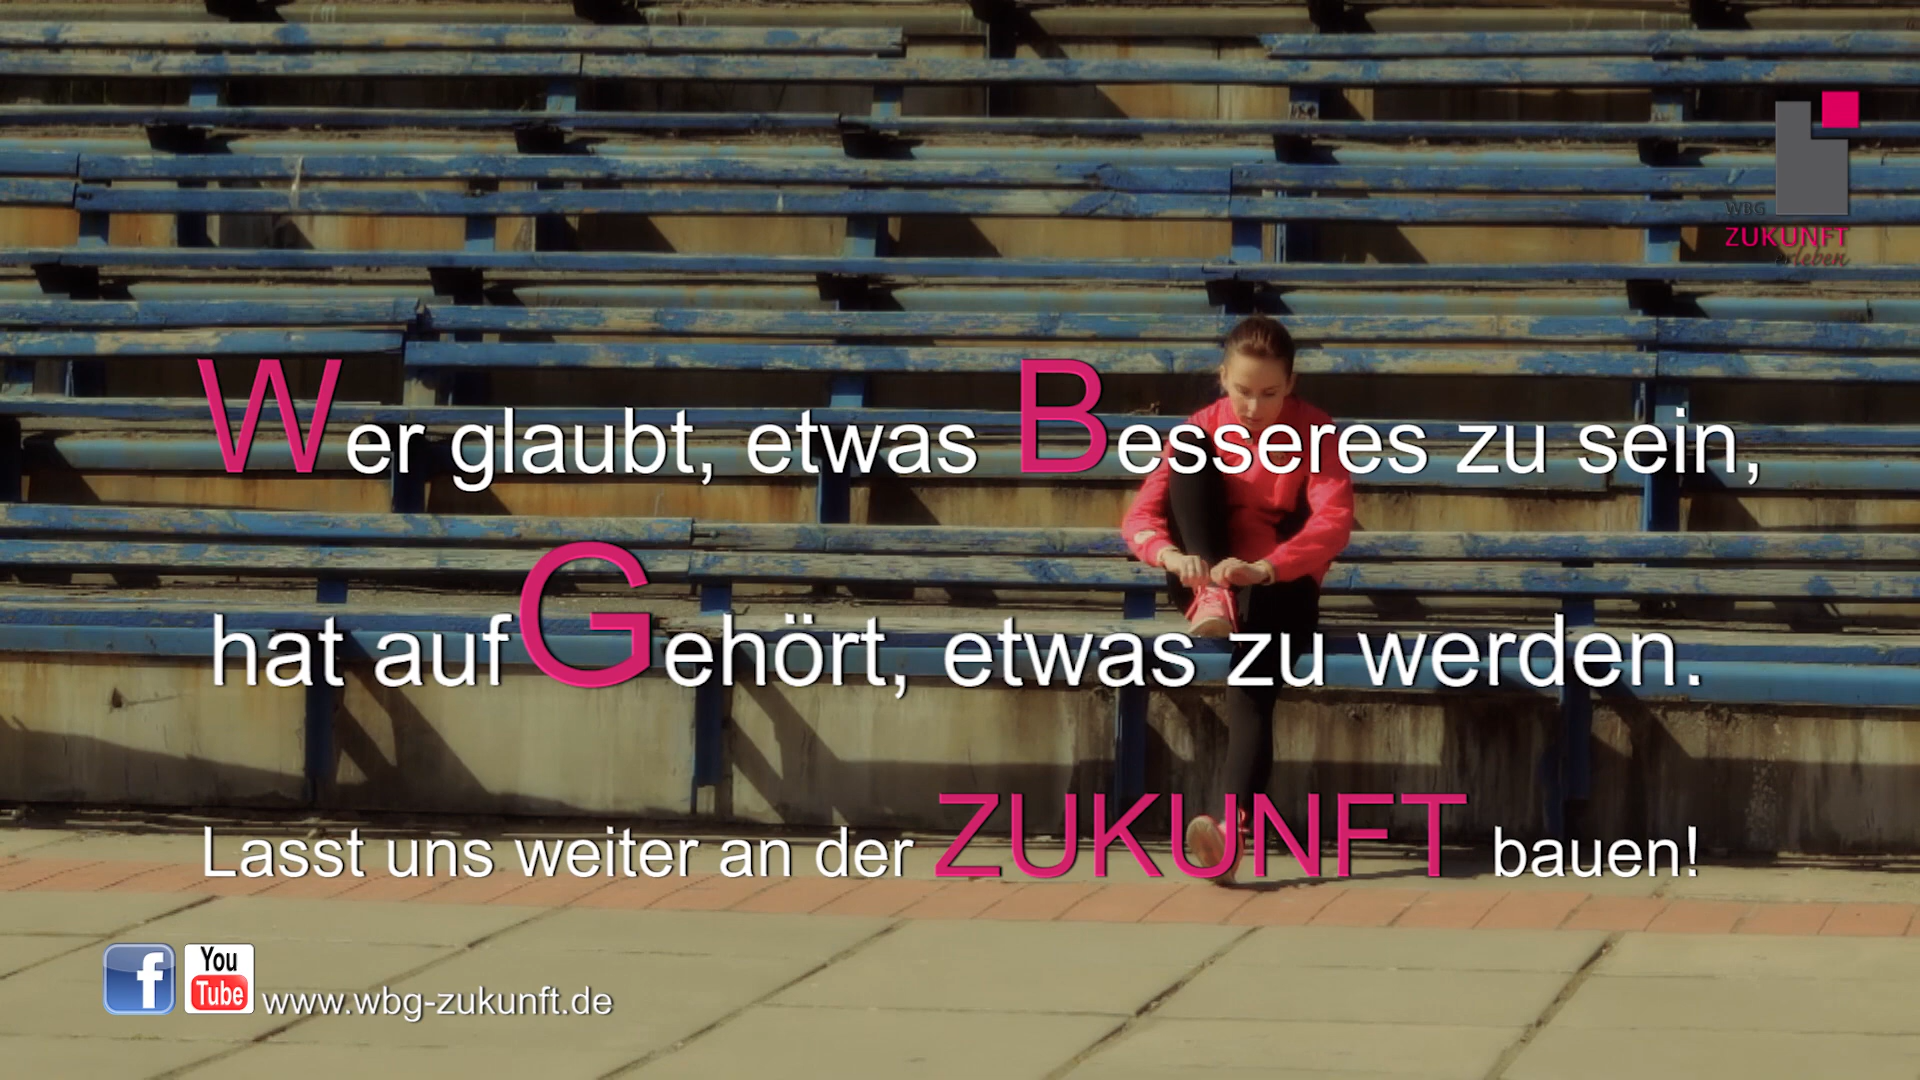 WBG
ZUKUNFT
erleben
Wer glaubt, etwas Besseres zu sein,
hat aufGehört, etwas zu werden.
Lasst uns weiter an der ZUKUNFT bauen!
f You
Tube www.wbg-zukunft.de